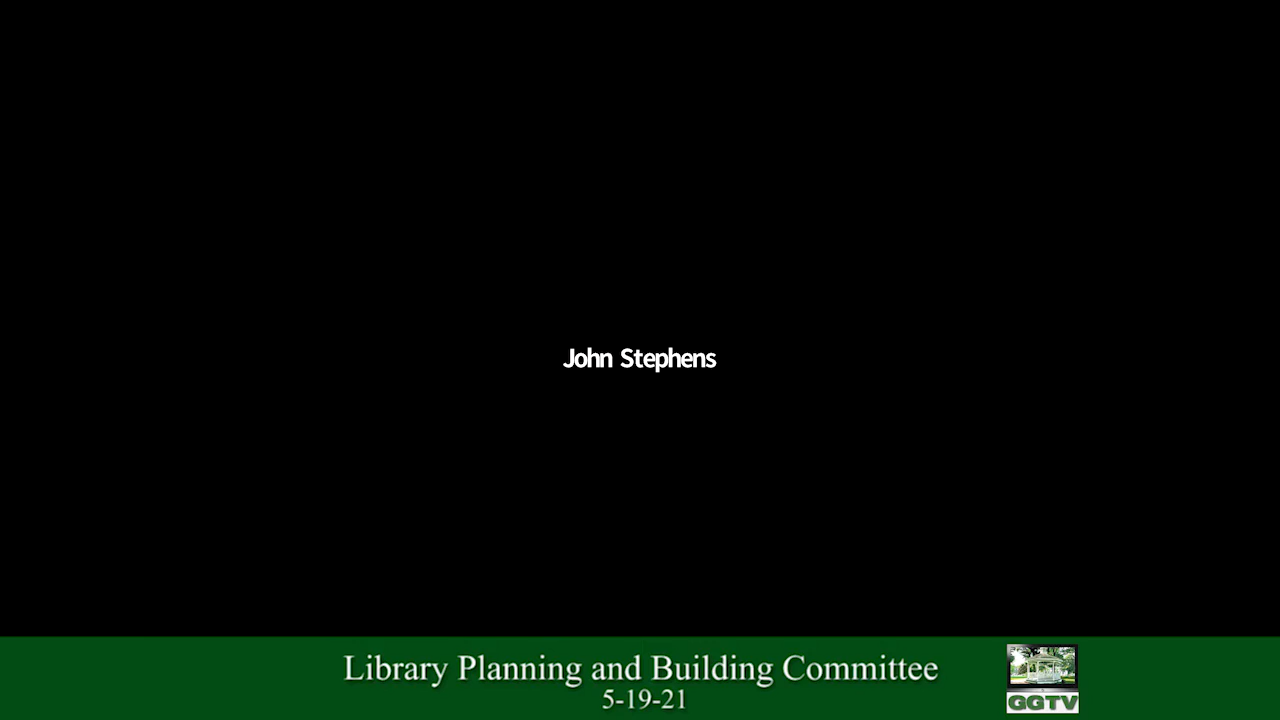 John Stephens
Library Planning and Building Committee
5-19-21
GGTV